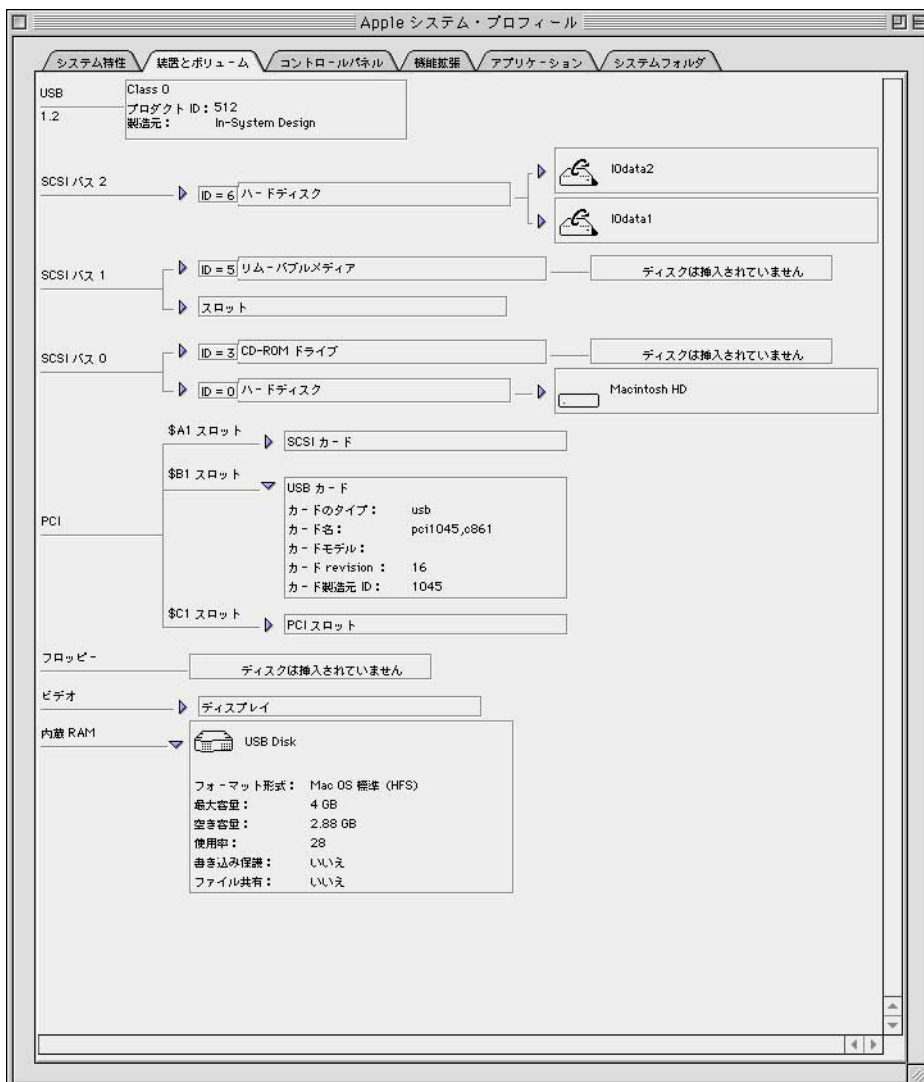 Apple システム・プロフィール
システム特性
装置とボリューム
コントロールパネル
機能拡張
アプリケーション
システムフォルダ
USB
1.2
Class 0
プロダクト ID： 512
製造元： In-System Design
SCSI バス 2
ID = 6 ハードディスク
IOdata2
IOdata1
SCSI バス 1
ID = 5 リムーバブルメディア
ディスクは挿入されていません
スロット
SCSI バス 0
ID = 3 CD-ROM ドライブ
ディスクは挿入されていません
ID = 0 ハードディスク
Macintosh HD
PCI
$A1 スロット
SCSI カード
$B1 スロット
USB カード
カードのタイプ： usb
カード名： pci1045,c861
カードモデル：
カード revision： 16
カード製造元 ID： 1045
$C1 スロット
PCI スロット
フロッピー
ディスクは挿入されていません
ビデオ
ディスプレイ
内蔵 RAM
USB Disk
フォーマット形式： Mac OS 標準（HFS）
最大容量： 4 GB
空き容量： 2.88 GB
使用率： 28
書き込み保護： いいえ
ファイル共有： いいえ